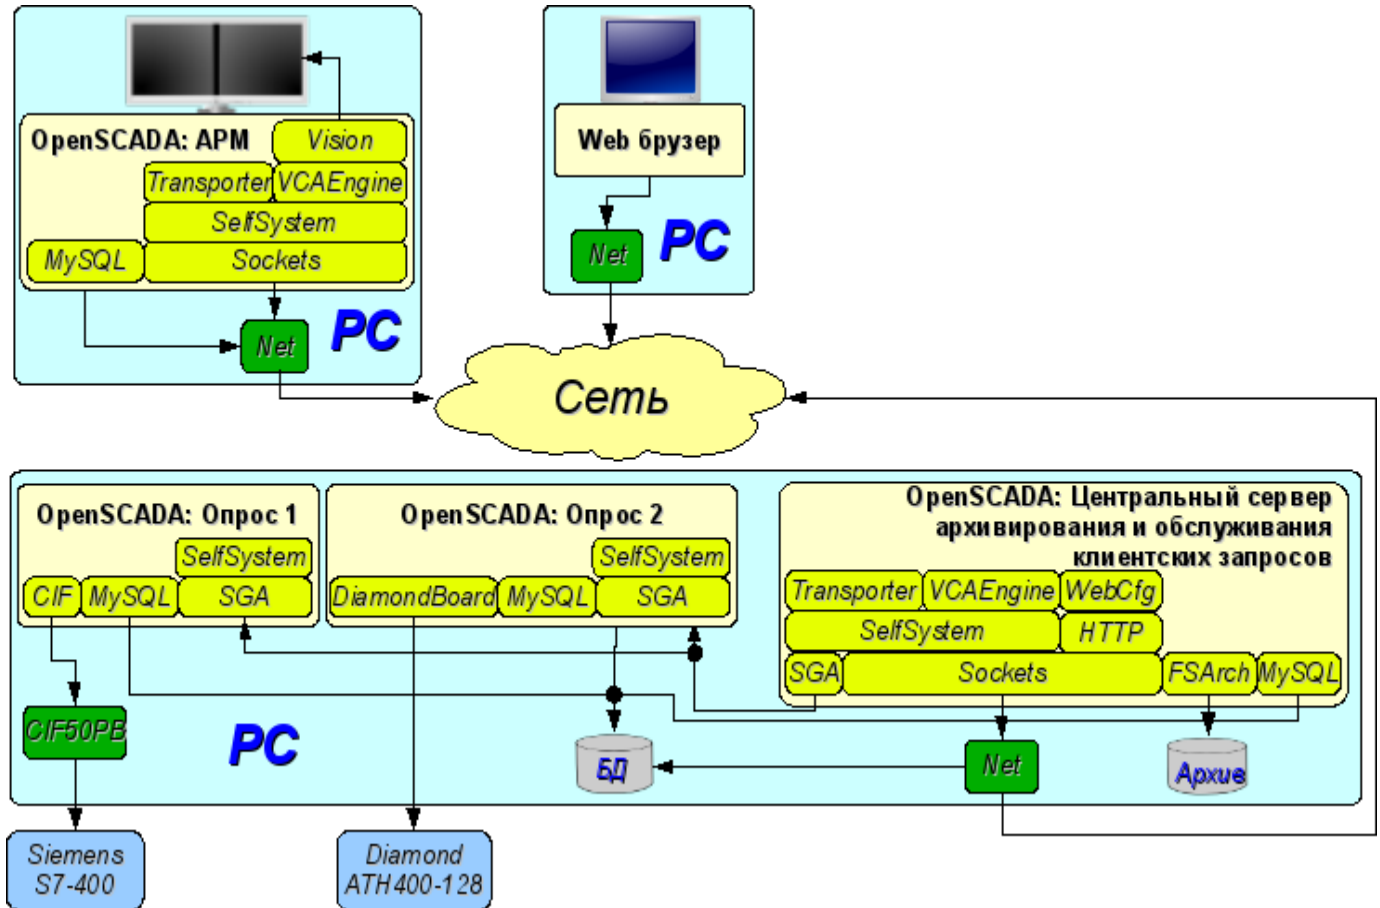 OpenSCADA: АРМ
Vision
Transporter
VCAEngine
SelfSystem
MySQL
Sockets
PC
Net
Web брузер
Net
PC
Сеть
OpenSCADA: Опрос 1
SelfSystem
CIF
MySQL
SGA
OpenSCADA: Опрос 2
SelfSystem
DiamondBoard
MySQL
SGA
OpenSCADA: Центральный сервер
архивирования и обслуживания
клиентских запросов
Transporter
VCAEngine
WebCfg
SelfSystem
HTTP
SGA
Sockets
FSArch
MySQL
CIF50PB
PC
БД
Net
Архив
Siemens
S7-400
Diamond
ATH400-128